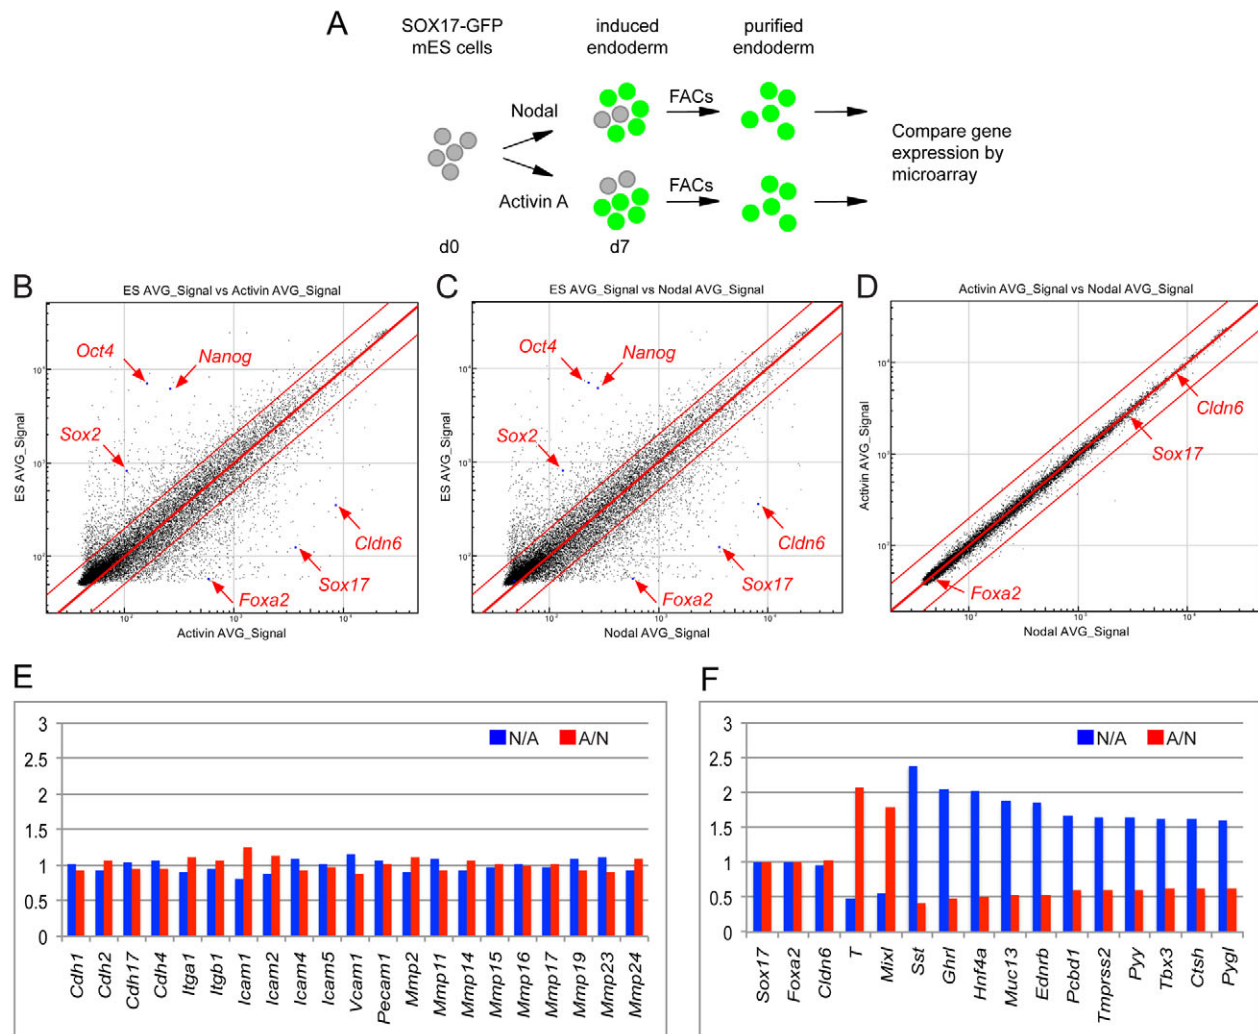 A
SOX17-GFP
mES cells
induced
endoderm
purified
endoderm
Nodal
FACs
Activin A
FACs
Compare gene
expression by
microarray
d0
d7
B
ES AVG_Signal vs Activin AVG_Signal
Oct4
Nanog
Sox2
Cldn6
Sox17
Foxa2
ES AVG_Signal
Activin AVG_Signal
C
ES AVG_Signal vs Nodal AVG_Signal
Oct4
Nanog
Sox2
Cldn6
Sox17
Foxa2
ES AVG_Signal
Nodal AVG_Signal
D
Activin AVG_Signal vs Nodal AVG_Signal
Cldn6
Sox17
Foxa2
Activin AVG_Signal
Nodal AVG_Signal
E
N/A A/N
3
2.5
2
1.5
1
0.5
0
Cdh1 Cdh2 Cdh17 Cdh4 Itga1 Itgb1 Icam1 Icam2 Icam4 Icam5 Vcam1 Pecam1 Mmp2 Mmp11 Mmp14 Mmp15 Mmp16 Mmp17 Mmp19 Mmp23 Mmp24
F
N/A A/N
3
2.5
2
1.5
1
0.5
0
Sox17 Foxa2 Cldn6 T Mixl Sst Ghrl Hnf4a Muc13 Ednrb Pcbd1 Tmprss2 Pyy Tbx3 Ctsh Pygl